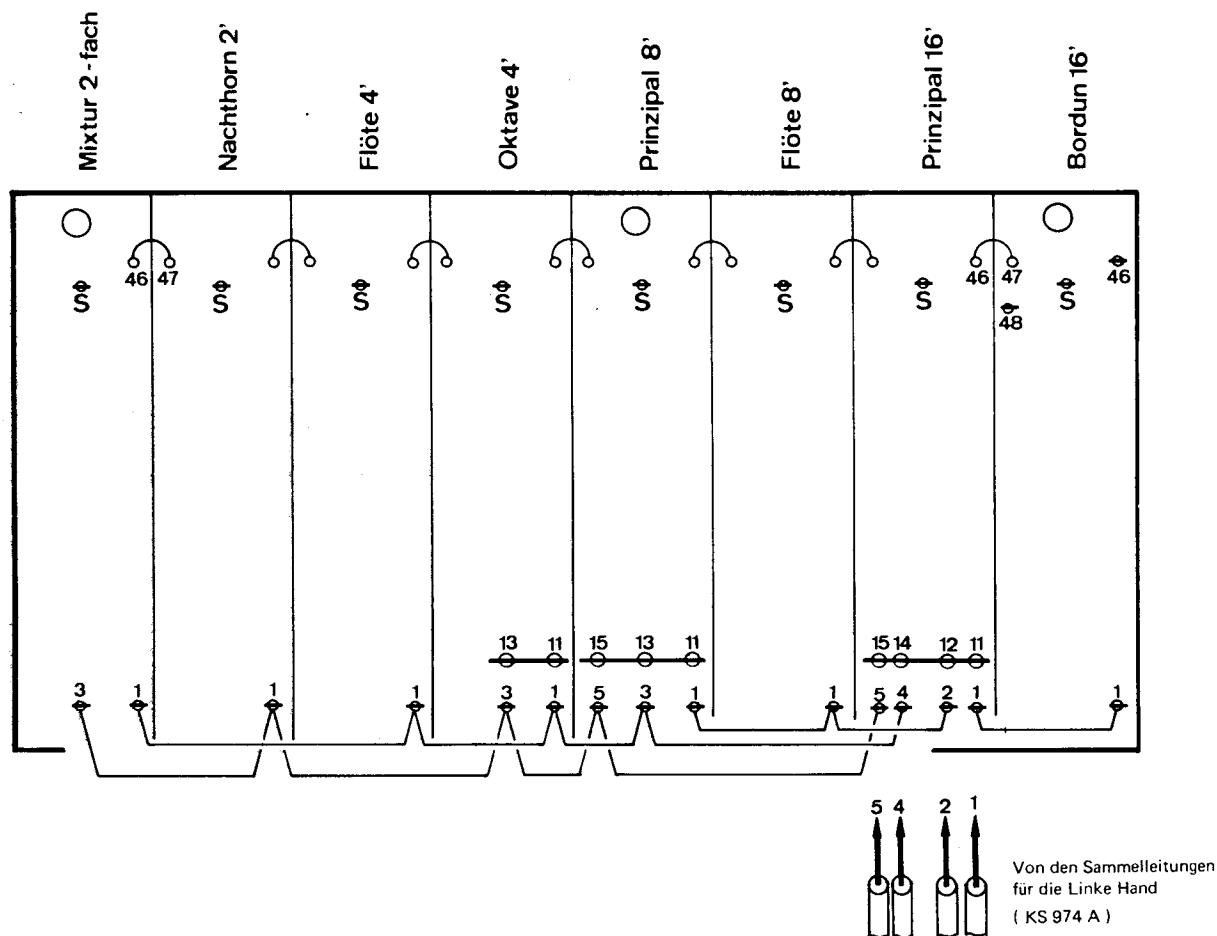 Mixtur 2-fach
Nachthorn 2'
Flöte 4'
Oktave 4'
Prinzipal 8'
Flöte 8'
Prinzipal 16'
Bordun 16'
46 47 46 47 46
S S S S S S S S
48
13 11 15 13 11 15 14 12 11
3 1 1 1 3 1 5 3 1 1 5 4 2 1 1
5 4 2 1
Von den Sammelleitungen
für die Linke Hand
( KS 974 A )